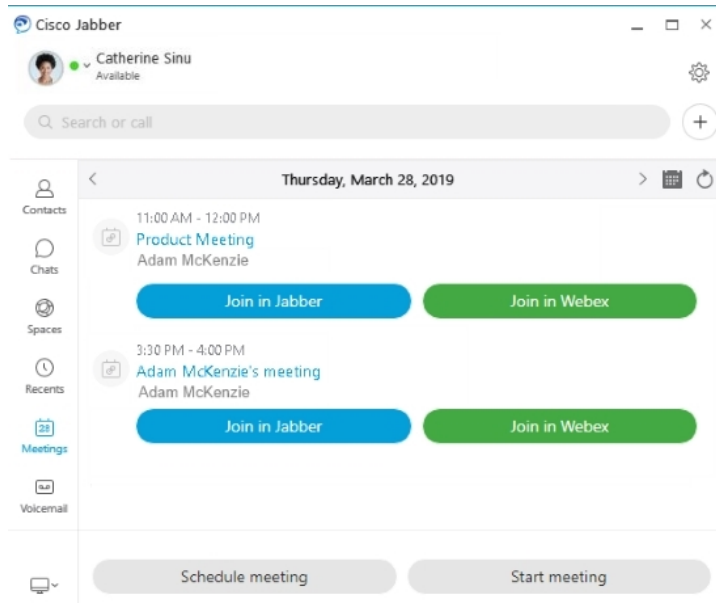 Cisco Jabber
Catherine Sinu
Available
Search or call
Contacts
Chats
Spaces
Recents
28
Meetings
Voicemail
Thursday, March 28, 2019
11:00 AM - 12:00 PM
Product Meeting
Adam McKenzie
Join in Jabber Join in Webex
3:30 PM - 4:00 PM
Adam McKenzie's meeting
Adam McKenzie
Join in Jabber Join in Webex
Schedule meeting Start meeting